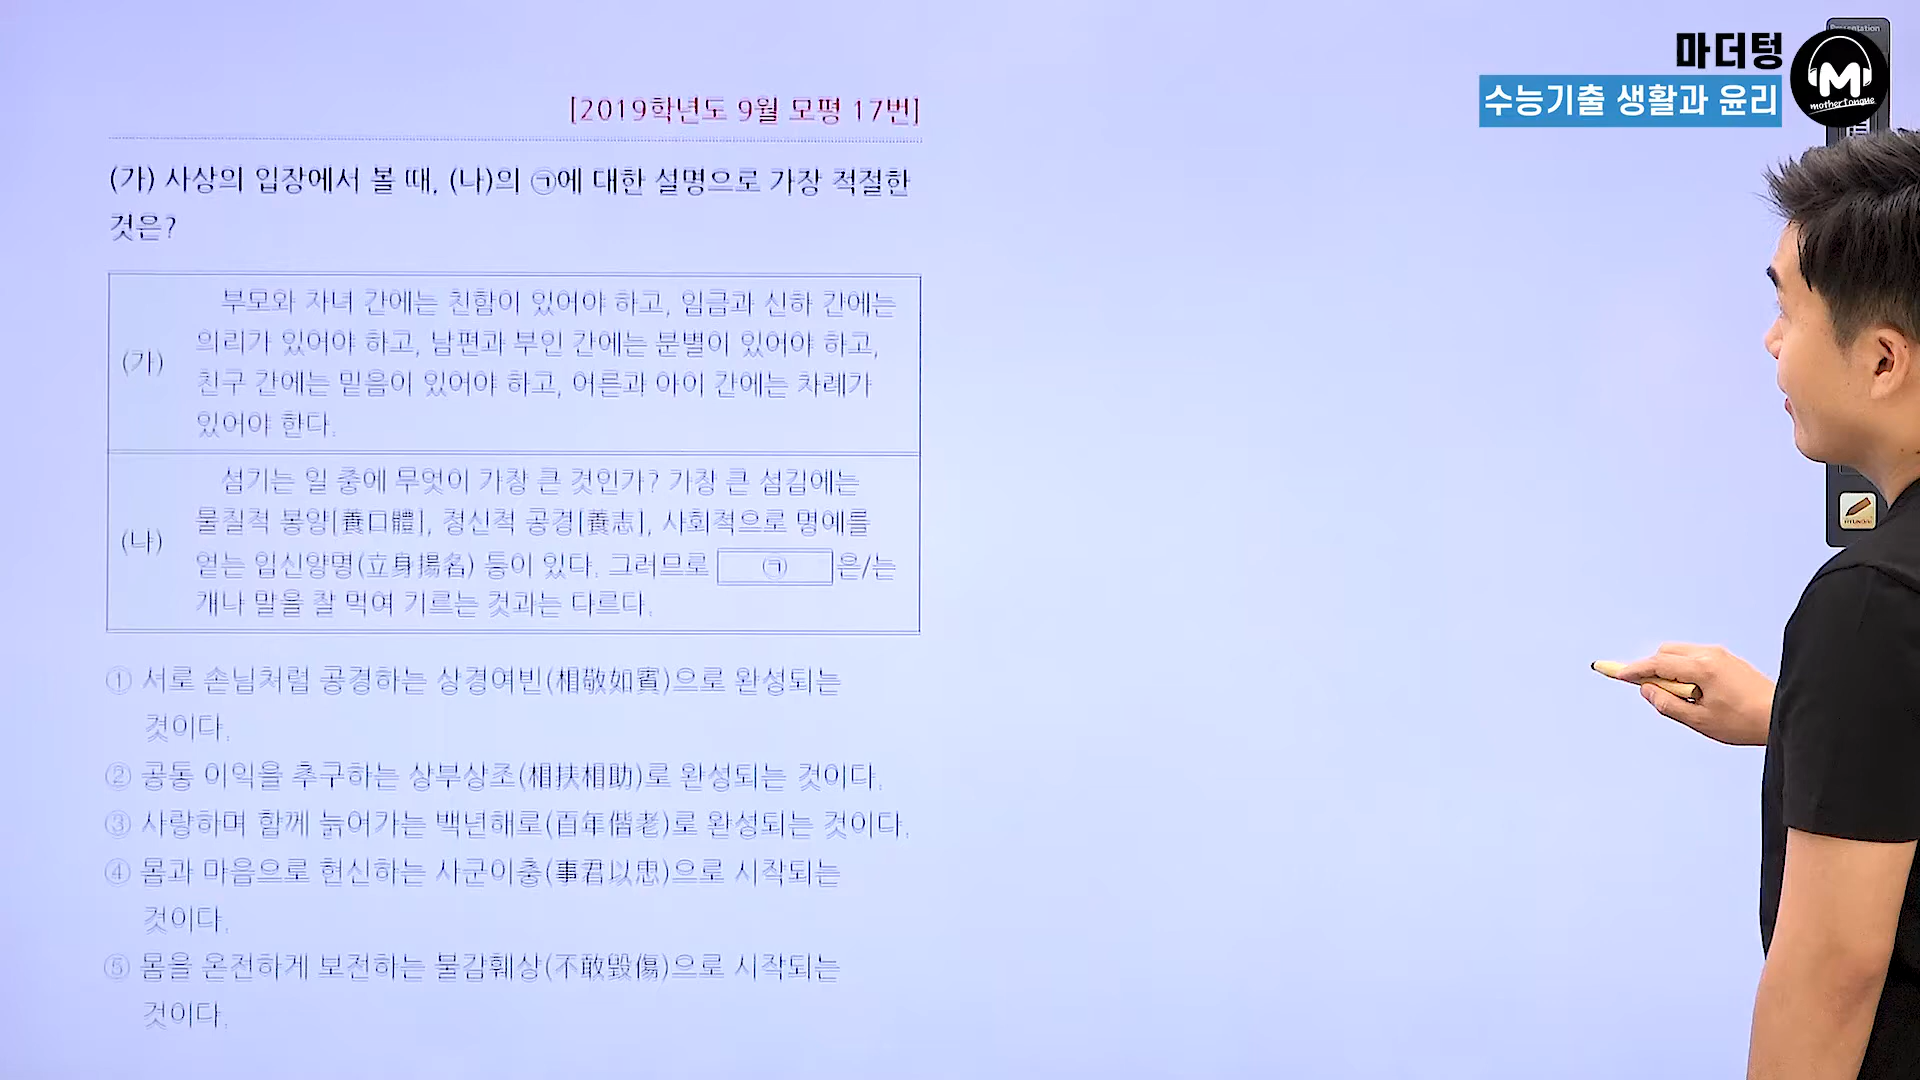 Presentation
마더텅
수능기출 생활과 윤리
M
mothertongue
[2019학년도 9월 모평 17번]
(가) 사상의 입장에서 볼 때, (나)의 ㉠에 대한 설명으로 가장 적절한
것은?
부모와 자녀 간에는 친함이 있어야 하고, 임금과 신하 간에는
의리가 있어야 하고, 남편과 부인 간에는 분별이 있어야 하고,
(가)
친구 간에는 믿음이 있어야 하고, 어른과 아이 간에는 차례가
있어야 한다.
섬기는 일 중에 무엇이 가장 큰 것인가? 가장 큰 섬김에는
물질적 봉양[養口體], 정신적 공경[養志], 사회적으로 명예를
(나)
얻는 입신양명(立身揚名) 등이 있다. 그러므로 ㉠ 은/는
개나 말을 잘 먹여 기르는 것과는 다르다.
① 서로 손님처럼 공경하는 상경여빈(相敬如賓)으로 완성되는
것이다.
② 공동 이익을 추구하는 상부상조(相扶相助)로 완성되는 것이다.
③ 사랑하며 함께 늙어가는 백년해로(百年偕老)로 완성되는 것이다.
④ 몸과 마음으로 헌신하는 사군이충(事君以忠)으로 시작되는
것이다.
⑤ 몸을 온전하게 보전하는 불감훼상(不敢毁傷)으로 시작되는
것이다.